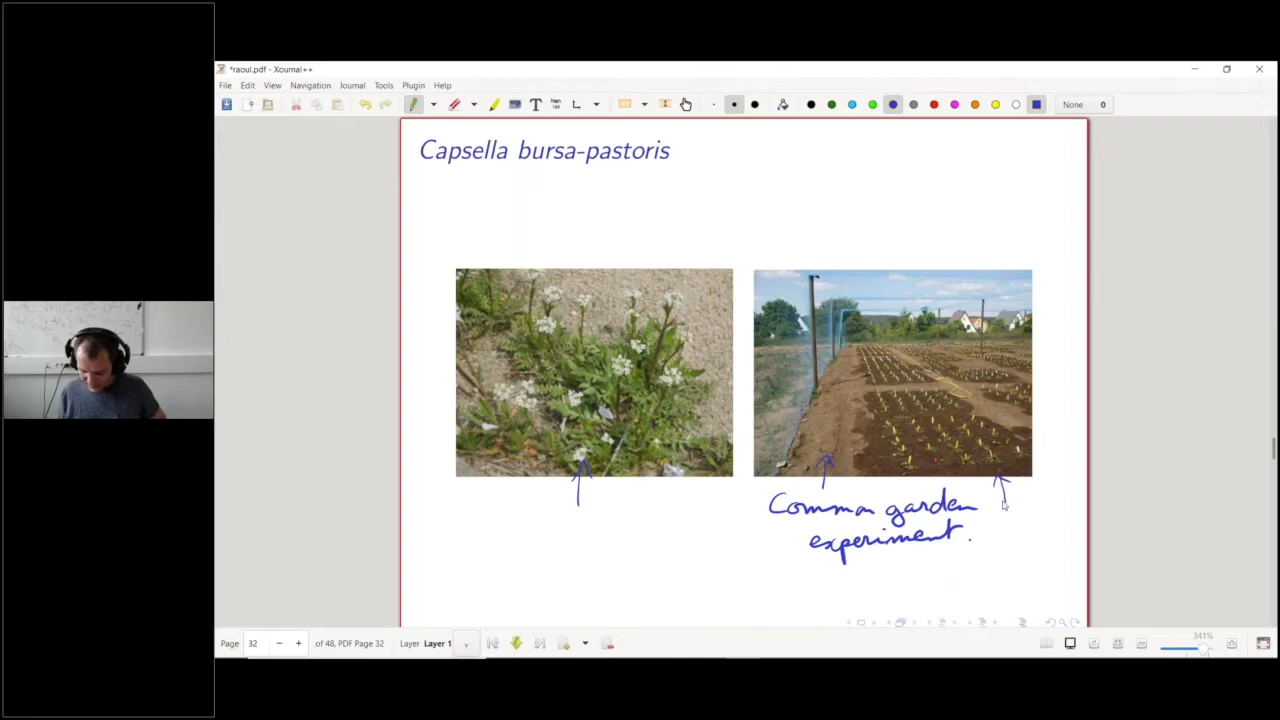 *raoul.pdf - Xournal++
File Edit View Navigation Journal Tools Plugin Help
None 0
Capsella bursa-pastoris
Common garden
experiment.
Page 32 of 48, PDF Page 32 Layer Layer 1
341%